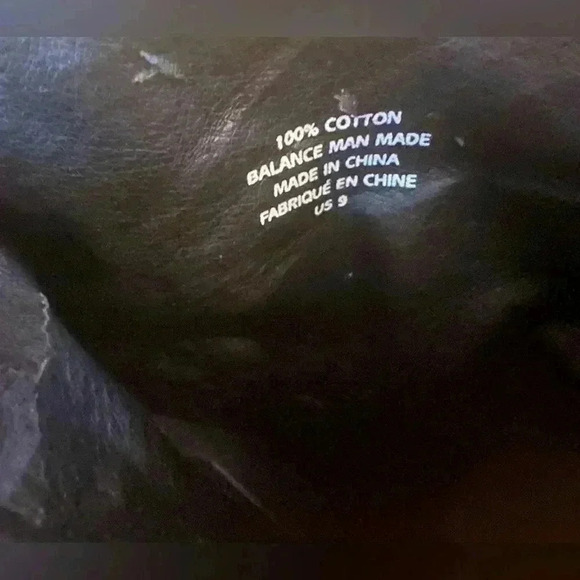 100% COTTON
BALANCE MAN MADE
MADE IN CHINA
FABRIQUÉ EN CHINE
US 9